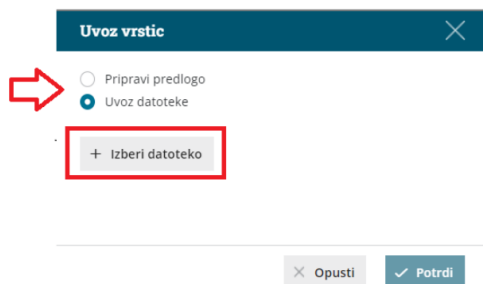 Uvoz vrstic
Pripravi predlogo
Uvoz datoteke
+ Izberi datoteko
Opusti
Potrdi